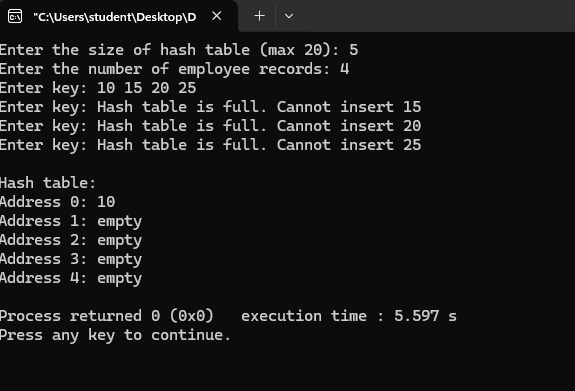 "C:\Users\student\Desktop\D
Enter the size of hash table (max 20): 5
Enter the number of employee records: 4
Enter key: 10 15 20 25
Enter key: Hash table is full. Cannot insert 15
Enter key: Hash table is full. Cannot insert 20
Enter key: Hash table is full. Cannot insert 25
Hash table:
Address 0: 10
Address 1: empty
Address 2: empty
Address 3: empty
Address 4: empty
Process returned 0 (0x0)   execution time : 5.597 s
Press any key to continue.